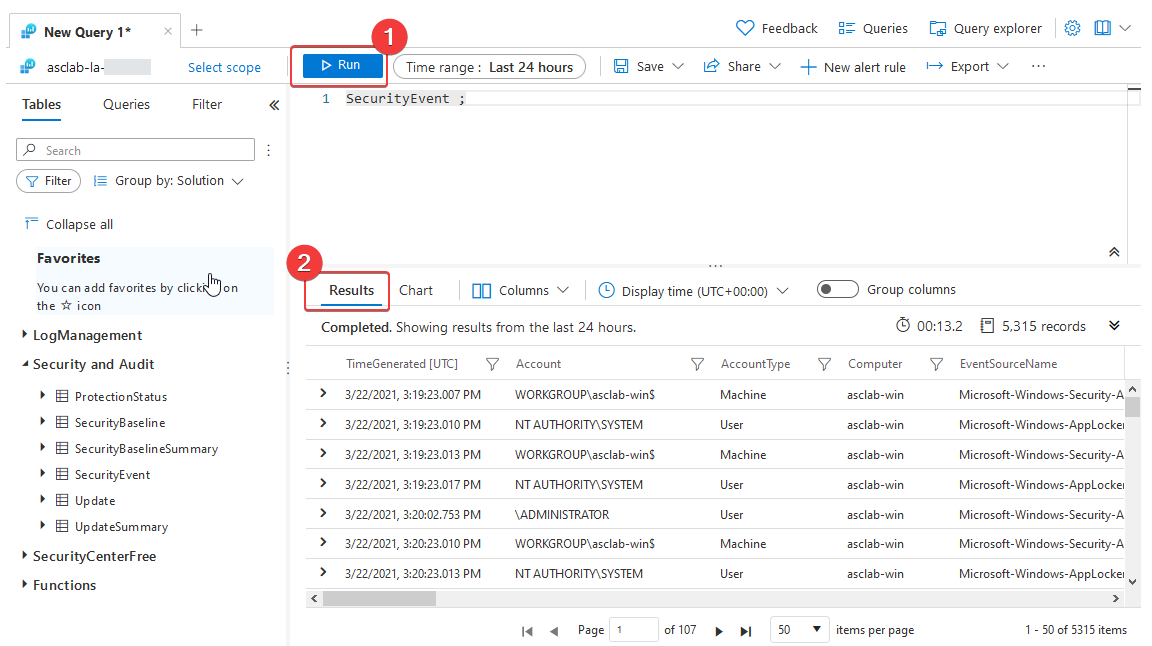 New Query 1*
Feedback
Queries
Query explorer
1
asclab-la-
Select scope
Run
Time range : Last 24 hours
Save
Share
New alert rule
Export
Tables
Queries
Filter
1 SecurityEvent ;
Search
Filter
Group by: Solution
Collapse all
Favorites
You can add favorites by clicking on
the ☆ icon
LogManagement
Security and Audit
ProtectionStatus
SecurityBaseline
SecurityBaselineSummary
SecurityEvent
Update
UpdateSummary
SecurityCenterFree
Functions
2
Results
Chart
Columns
Display time (UTC+00:00)
Group columns
Completed. Showing results from the last 24 hours.
00:13.2
5,315 records
TimeGenerated [UTC] Account AccountType Computer EventSourceName
3/22/2021, 3:19:23.007 PM WORKGROUP\asclab-win$ Machine asclab-win Microsoft-Windows-Security-A
3/22/2021, 3:19:23.010 PM NT AUTHORITY\SYSTEM User asclab-win Microsoft-Windows-AppLocker
3/22/2021, 3:19:23.013 PM WORKGROUP\asclab-win$ Machine asclab-win Microsoft-Windows-Security-A
3/22/2021, 3:19:23.017 PM NT AUTHORITY\SYSTEM User asclab-win Microsoft-Windows-AppLocker
3/22/2021, 3:20:02.753 PM \ADMINISTRATOR User asclab-win Microsoft-Windows-Security-A
3/22/2021, 3:20:23.010 PM WORKGROUP\asclab-win$ Machine asclab-win Microsoft-Windows-Security-A
3/22/2021, 3:20:23.013 PM NT AUTHORITY\SYSTEM User asclab-win Microsoft-Windows-AppLocker
Page 1 of 107
50 items per page
1 - 50 of 5315 items